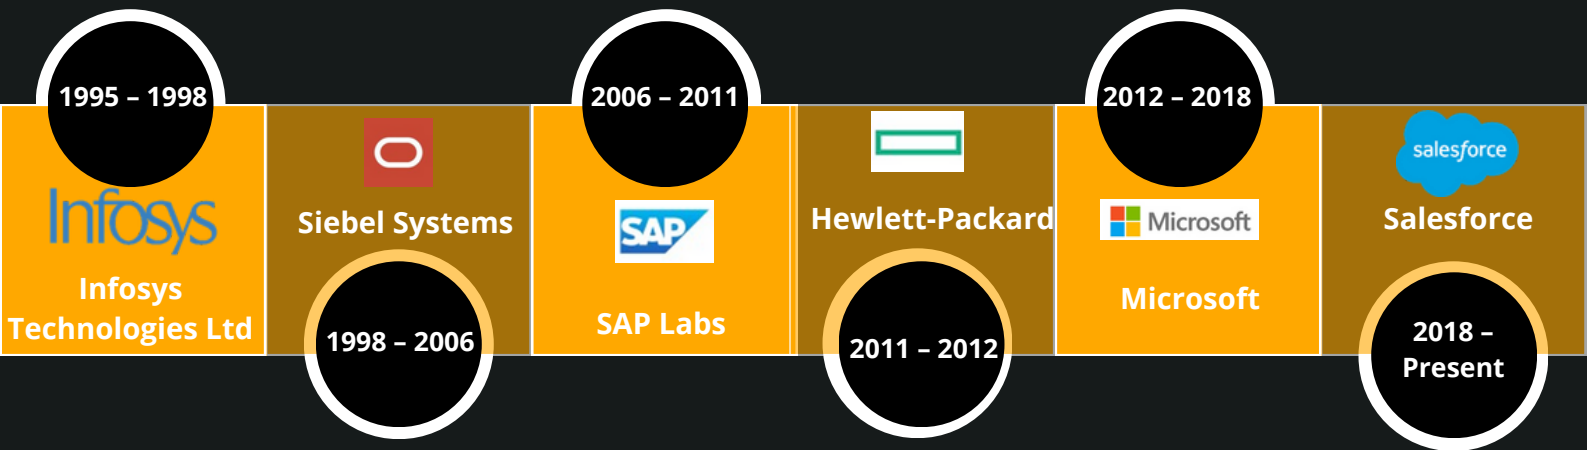 1995 – 1998
Infosys
Infosys
Technologies Ltd
Siebel Systems
1998 – 2006
2006 – 2011
SAP
SAP Labs
Hewlett-Packard
2011 – 2012
2012 – 2018
Microsoft
Microsoft
salesforce
Salesforce
2018 –
Present